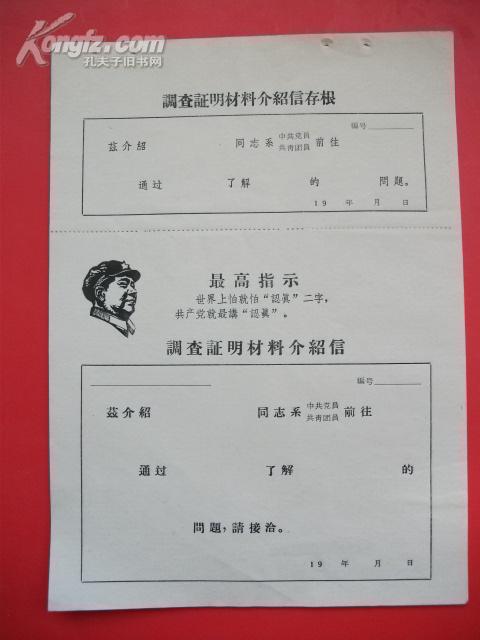 Kongfz.com
孔夫子旧书网
調查証明材料介紹信存根
編号
茲介紹 同志系 中共党員 共青团員 前往
通过 了解 的 問題。
19 年 月 日
最高指示
世界上怕就怕“認眞”二字，
共产党就最講“認眞”。
調查証明材料介紹信
編号
茲介紹 同志系 中共党員 共青团員 前往
通过 了解 的
問題，請接洽。
19 年 月 日